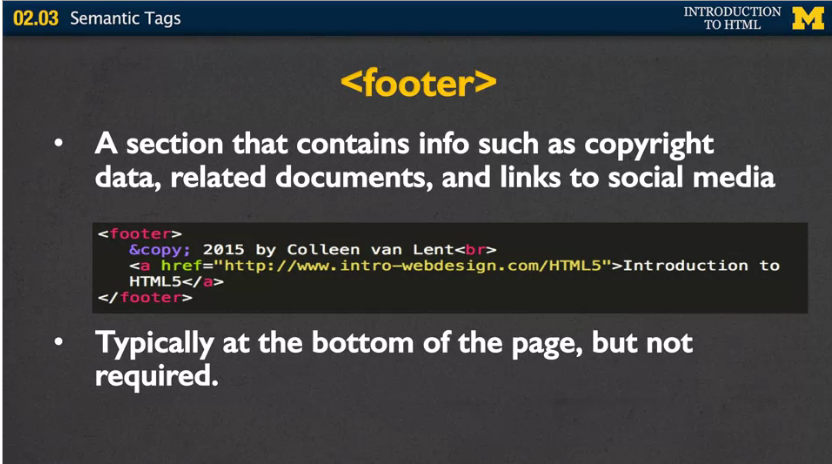 02.03 Semantic Tags
INTRODUCTION
TO HTML
M
<footer>
• A section that contains info such as copyright
data, related documents, and links to social media
<footer>
&copy; 2015 by Colleen van Lent<br>
<a href="http://www.intro-webdesign.com/HTML5">Introduction to
HTML5</a>
</footer>
• Typically at the bottom of the page, but not
required.